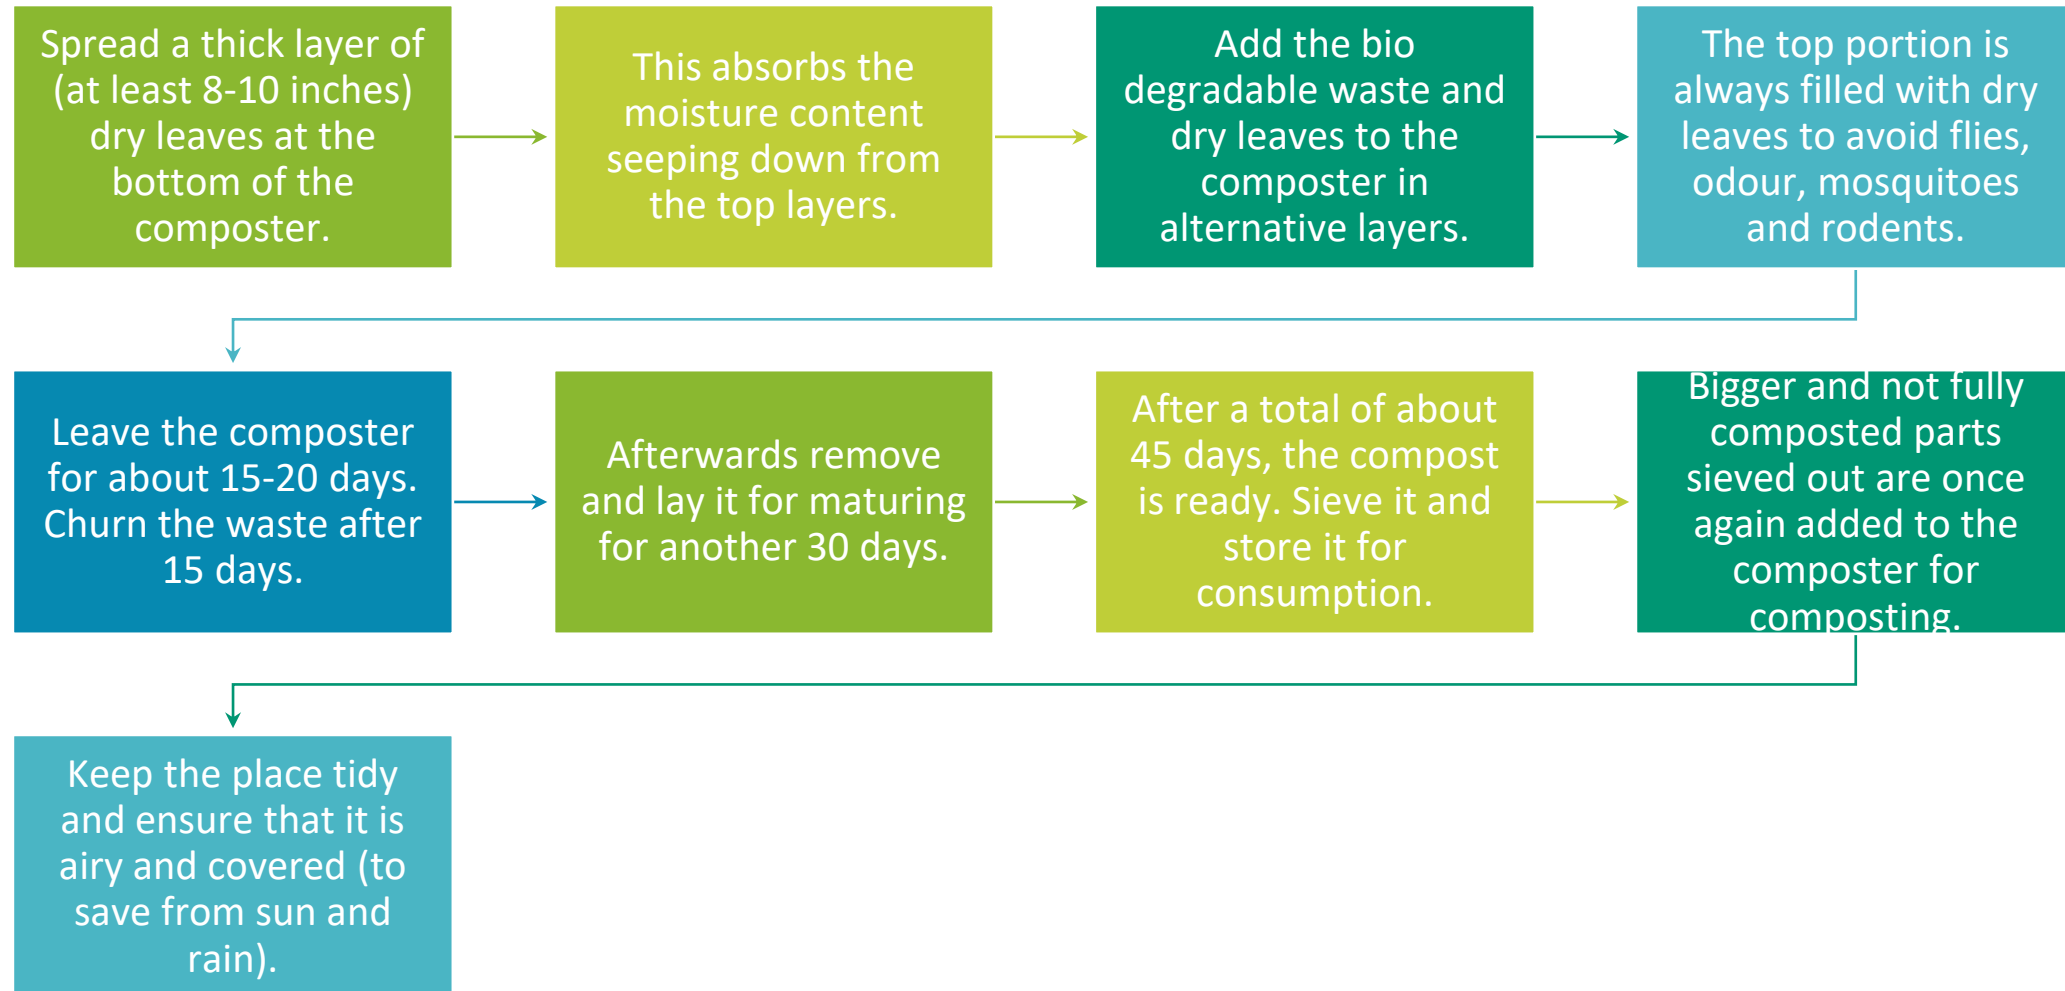 Spread a thick layer of
(at least 8-10 inches)
dry leaves at the
bottom of the
composter.
This absorbs the
moisture content
seeping down from
the top layers.
Add the bio
degradable waste and
dry leaves to the
composter in
alternative layers.
The top portion is
always filled with dry
leaves to avoid flies,
odour, mosquitoes
and rodents.
Leave the composter
for about 15-20 days.
Churn the waste after
15 days.
Afterwards remove
and lay it for maturing
for another 30 days.
After a total of about
45 days, the compost
is ready. Sieve it and
store it for
consumption.
Bigger and not fully
composted parts
sieved out are once
again added to the
composter for
composting.
Keep the place tidy
and ensure that it is
airy and covered (to
save from sun and
rain).